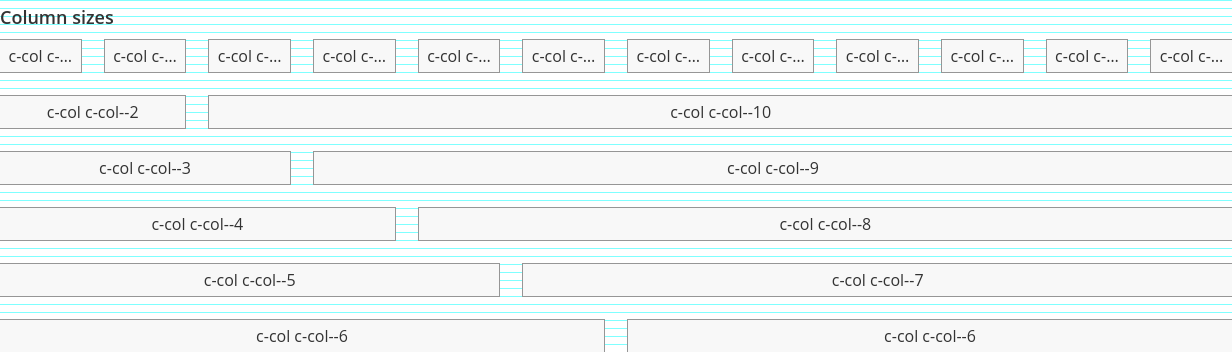 Column sizes
c-col c-... c-col c-... c-col c-... c-col c-... c-col c-... c-col c-... c-col c-... c-col c-... c-col c-... c-col c-... c-col c-... c-col c-...
c-col c-col--2 c-col c-col--10
c-col c-col--3 c-col c-col--9
c-col c-col--4 c-col c-col--8
c-col c-col--5 c-col c-col--7
c-col c-col--6 c-col c-col--6